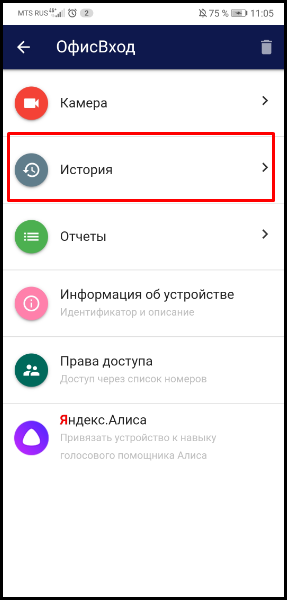 MTS RUS 75 % 11:05
ОфисВход
Камера
История
Отчеты
Информация об устройстве
Идентификатор и описание
Права доступа
Доступ через список номеров
Яндекс.Алиса
Привязать устройство к навыку
голосового помощника Алиса